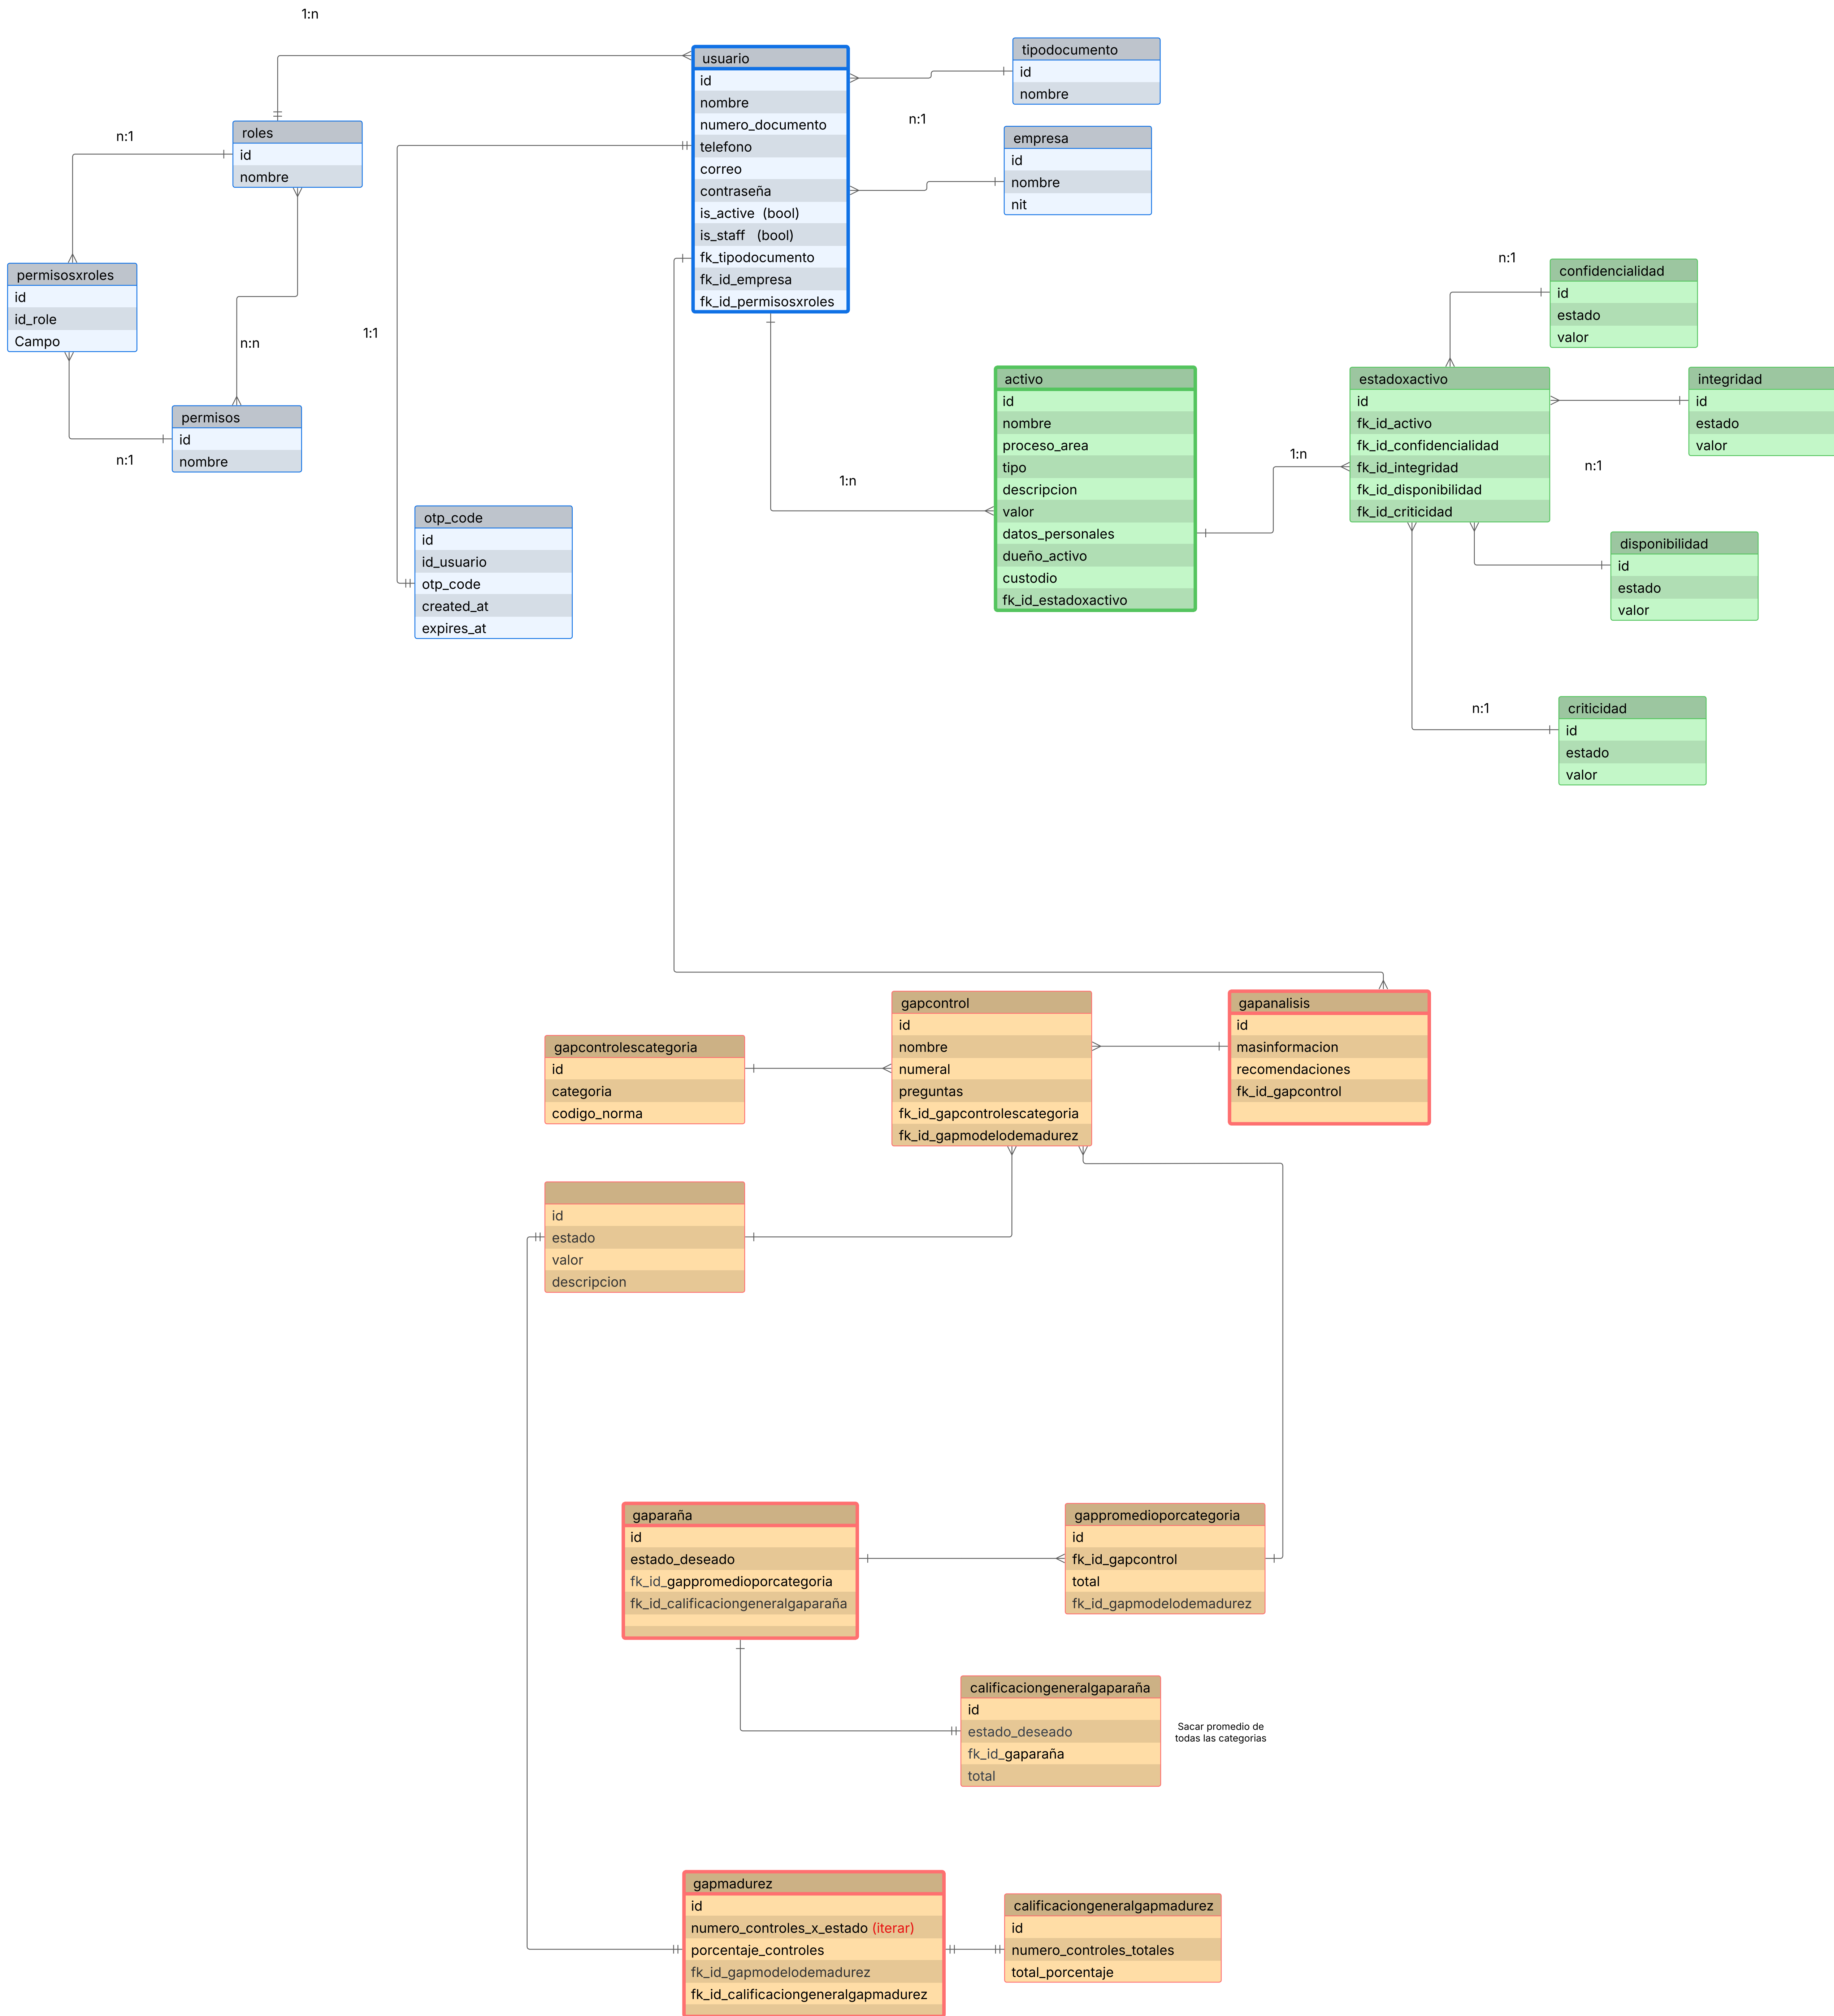 1:n
usuario
id
nombre
numero_documento
telefono
correo
contraseña
is_active  (bool)
is_staff   (bool)
fk_tipodocumento
fk_id_empresa
fk_id_permisosxroles
tipodocumento
id
nombre
n:1
empresa
id
nombre
nit
n:1
roles
id
nombre
permisosxroles
id
id_role
Campo
n:n
1:1
permisos
id
nombre
n:1
otp_code
id
id_usuario
otp_code
created_at
expires_at
1:n
activo
id
nombre
proceso_area
tipo
descripcion
valor
datos_personales
dueño_activo
custodio
fk_id_estadoxactivo
1:n
estadoxactivo
id
fk_id_activo
fk_id_confidencialidad
fk_id_integridad
fk_id_disponibilidad
fk_id_criticidad
n:1
confidencialidad
id
estado
valor
integridad
id
estado
valor
n:1
disponibilidad
id
estado
valor
n:1
criticidad
id
estado
valor
gapcontrolescategoria
id
categoria
codigo_norma
gapcontrol
id
nombre
numeral
preguntas
fk_id_gapcontrolescategoria
fk_id_gapmodelodemadurez
gapanalisis
id
masinformacion
recomendaciones
fk_id_gapcontrol
id
estado
valor
descripcion
gaparaña
id
estado_deseado
fk_id_gappromedioporcategoria
fk_id_calificaciongeneralgaparaña
gappromedioporcategoria
id
fk_id_gapcontrol
total
fk_id_gapmodelodemadurez
calificaciongeneralgaparaña
id
estado_deseado
fk_id_gaparaña
total
Sacar promedio de
todas las categorias
gapmadurez
id
numero_controles_x_estado (iterar)
porcentaje_controles
fk_id_gapmodelodemadurez
fk_id_calificaciongeneralgapmadurez
calificaciongeneralgapmadurez
id
numero_controles_totales
total_porcentaje